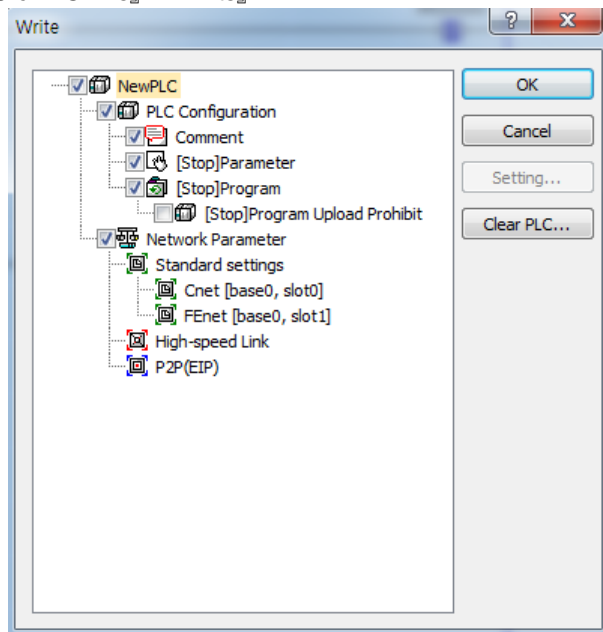 Write
NewPLC
PLC Configuration
Comment
[Stop]Parameter
[Stop]Program
[Stop]Program Upload Prohibit
Network Parameter
Standard settings
Cnet [base0, slot0]
FEnet [base0, slot1]
High-speed Link
P2P(EIP)
OK
Cancel
Setting...
Clear PLC...